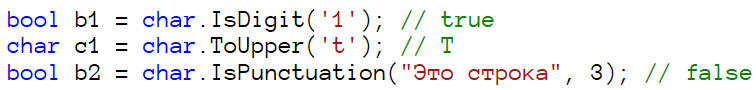 bool b1 = char.IsDigit('1'); // true
char c1 = char.ToUpper('t'); // T
bool b2 = char.IsPunctuation("Это строка", 3); // false